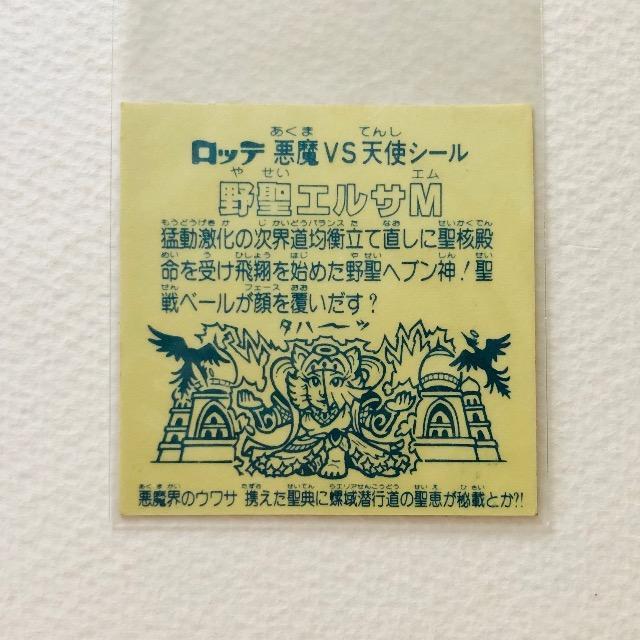 ロッテ 悪魔VS天使シール
野聖エルサM
猛動激化の次界道均衡立て直しに聖核殿
命を受け飛翔を始めた野聖ヘブン神!聖
戦ベールが顔を覆いだす?
タハーーッ
悪魔界のウワサ 携えた聖典に螺域潜行道の聖恵が秘載とか?!